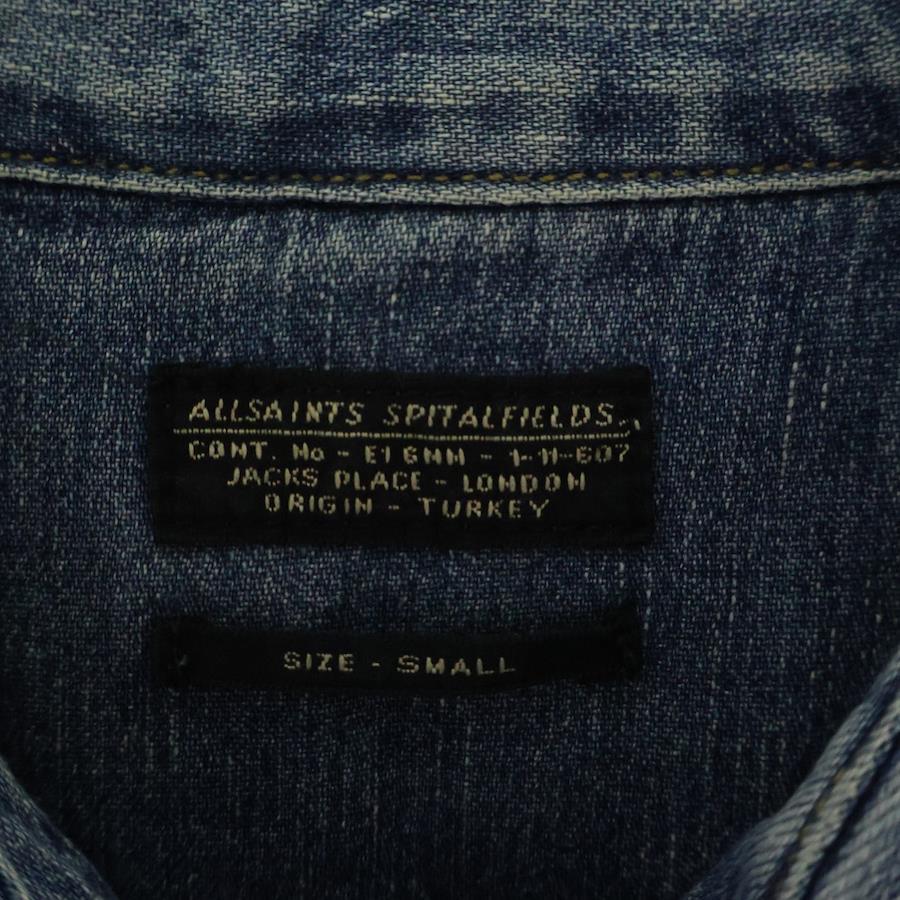 ALLSAINTS SPITALFIELDS.
CONT. No - E1 6NH - 1-11-607
JACKS PLACE - LONDON
ORIGIN - TURKEY
SIZE - SMALL